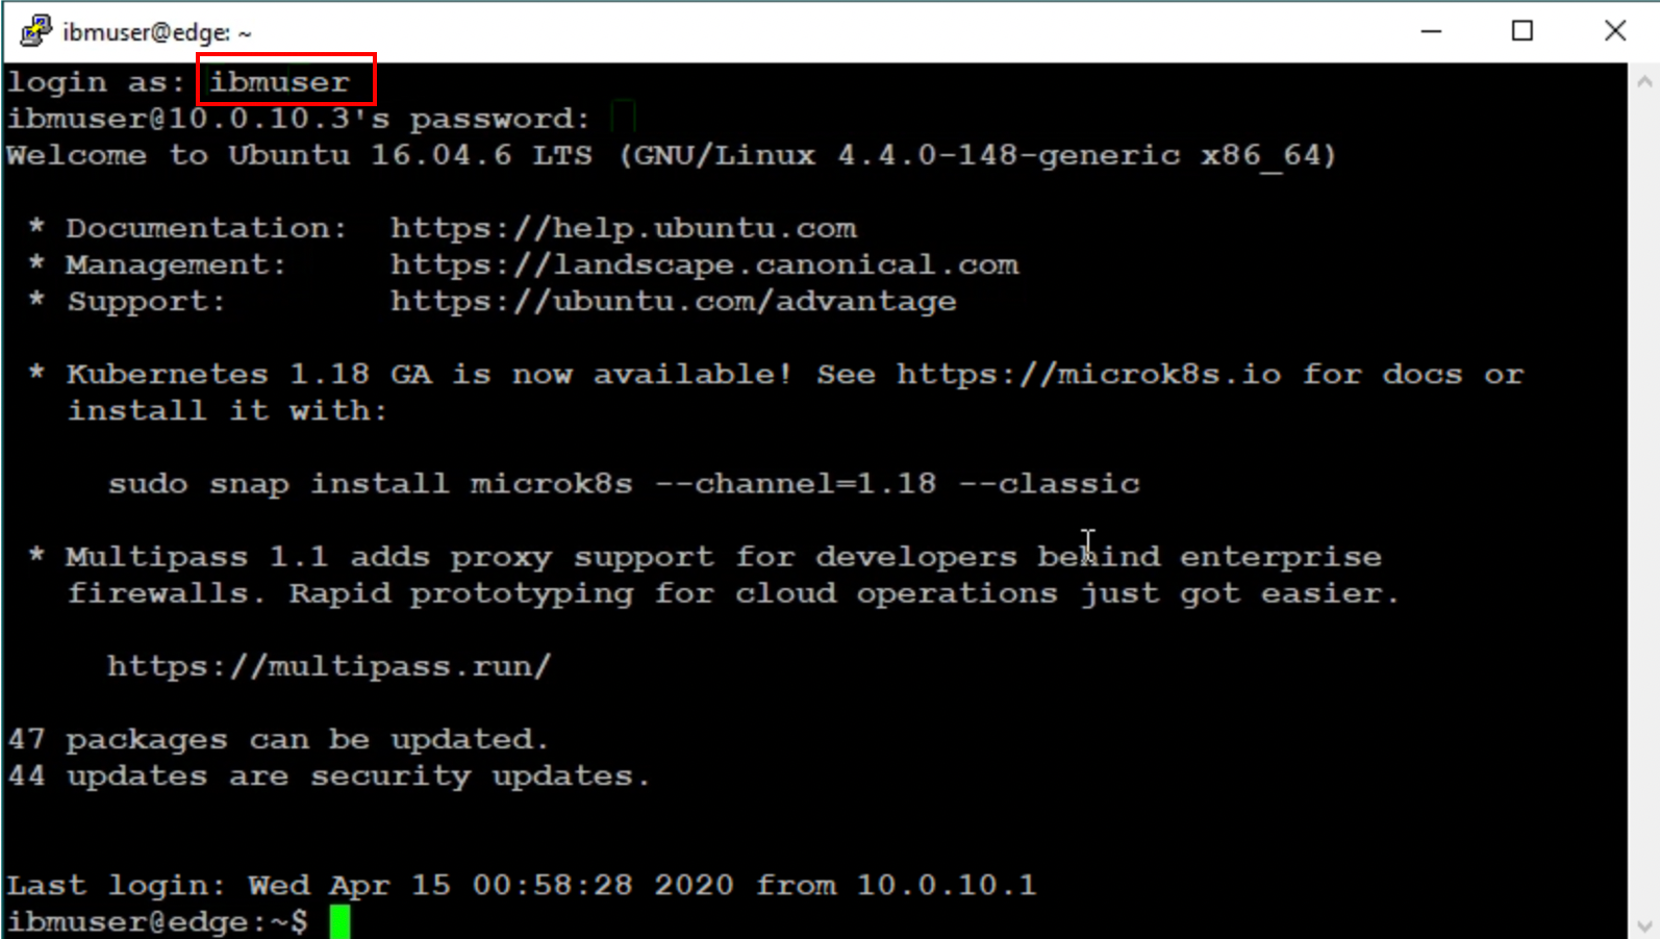 ibmuser@edge: ~
login as: ibmuser
ibmuser@10.0.10.3's password:
Welcome to Ubuntu 16.04.6 LTS (GNU/Linux 4.4.0-148-generic x86_64)
* Documentation:  https://help.ubuntu.com
* Management:     https://landscape.canonical.com
* Support:        https://ubuntu.com/advantage
* Kubernetes 1.18 GA is now available! See https://microk8s.io for docs or
install it with:
sudo snap install microk8s --channel=1.18 --classic
* Multipass 1.1 adds proxy support for developers behind enterprise
firewalls. Rapid prototyping for cloud operations just got easier.
https://multipass.run/
47 packages can be updated.
44 updates are security updates.
Last login: Wed Apr 15 00:58:28 2020 from 10.0.10.1
ibmuser@edge:~$